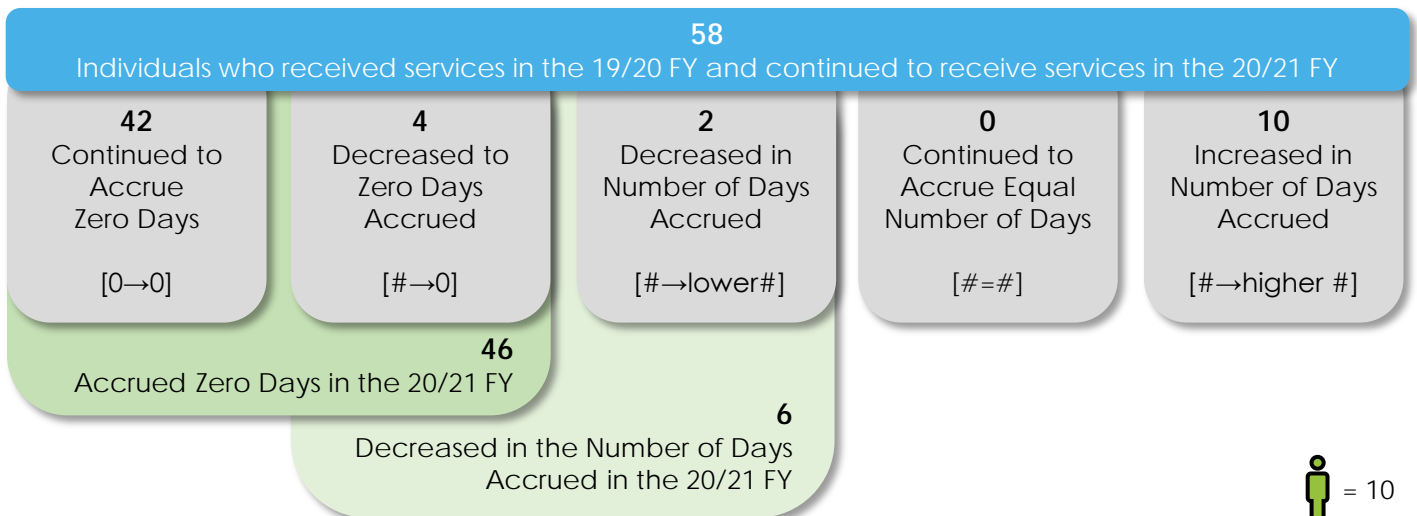 58
Individuals who received services in the 19/20 FY and continued to receive services in the 20/21 FY
42
Continued to
Accrue
Zero Days
[0→0]
4
Decreased to
Zero Days
Accrued
[#→0]
2
Decreased in
Number of Days
Accrued
[#→lower#]
0
Continued to
Accrue Equal
Number of Days
[#=#]
10
Increased in
Number of Days
Accrued
[#→higher #]
46
Accrued Zero Days in the 20/21 FY
6
Decreased in the Number of Days
Accrued in the 20/21 FY
= 10